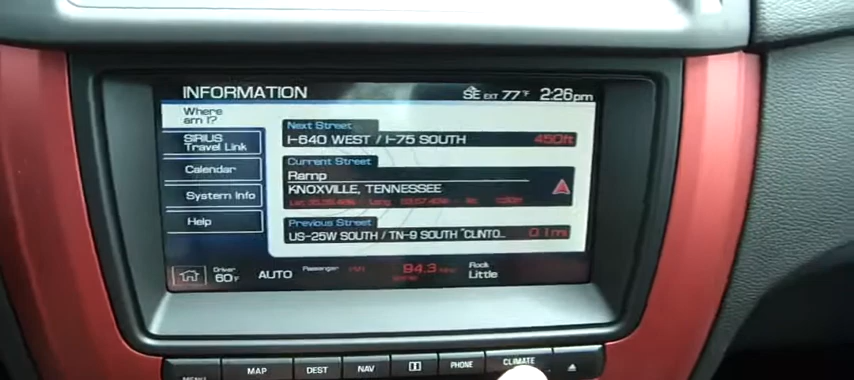 INFORMATION
SE EXT 77°F 2:26pm
Where
am I?
SIRIUS
Travel Link
Calendar
System Info
Help
Next Street
I-640 WEST / I-75 SOUTH 450ft
Current Street
Ramp
KNOXVILLE, TENNESSEE
Previous Street
US-25W SOUTH / TN-9 SOUTH "CLINTO... 0.1mi
Driver
60°F
AUTO
Passenger
94.3
Rock
Little
MENU MAP DEST NAV PHONE CLIMATE